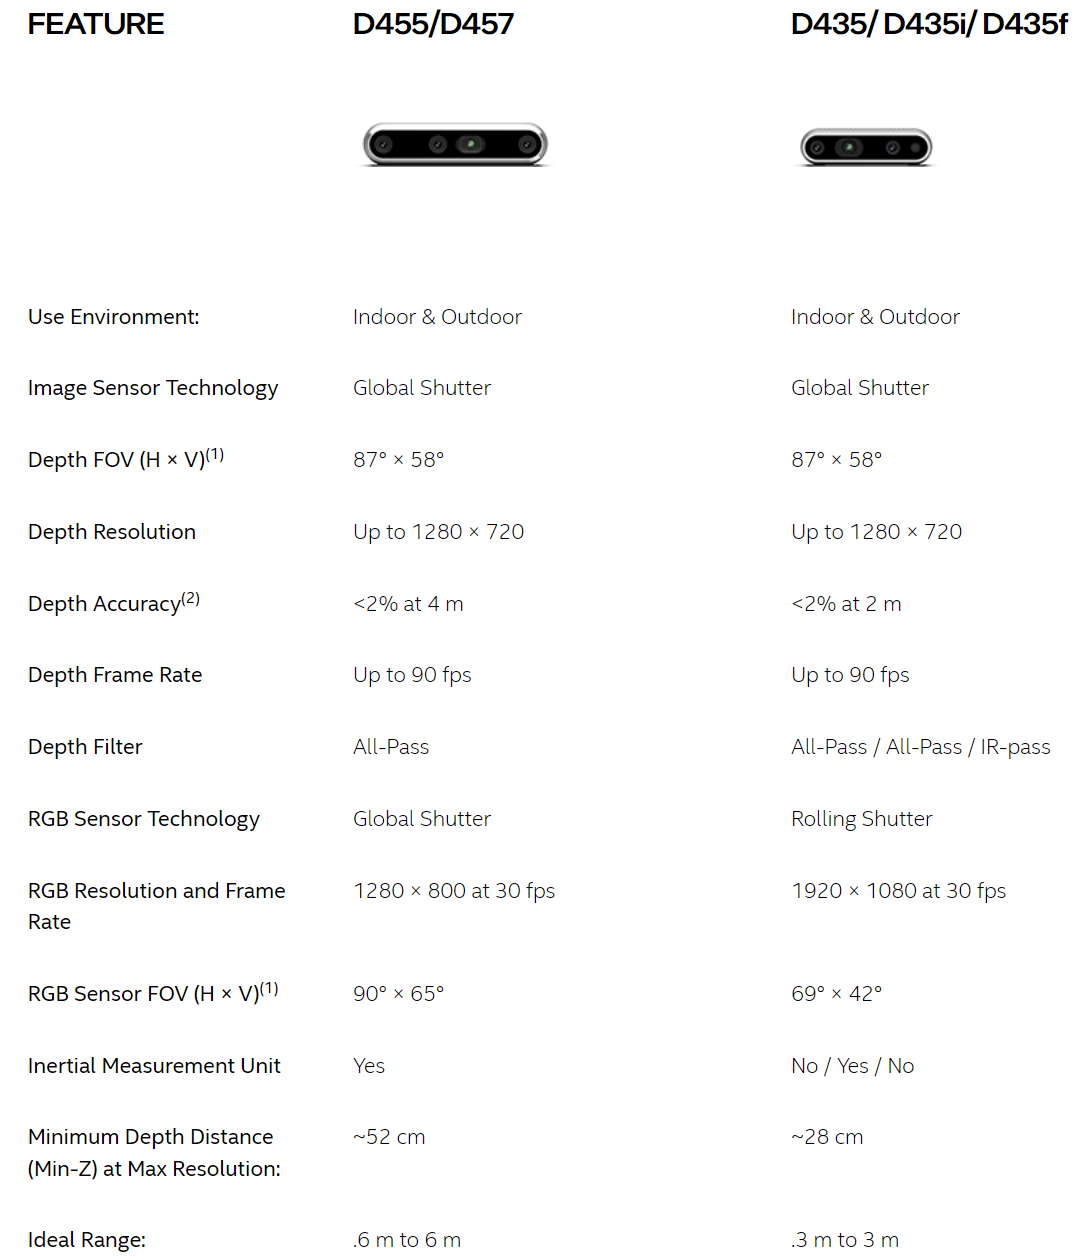 FEATURE D455/D457 D435/ D435i/ D435f
Use Environment: Indoor & Outdoor Indoor & Outdoor
Image Sensor Technology Global Shutter Global Shutter
Depth FOV (H × V)(1) 87° × 58° 87° × 58°
Depth Resolution Up to 1280 × 720 Up to 1280 × 720
Depth Accuracy(2) <2% at 4 m <2% at 2 m
Depth Frame Rate Up to 90 fps Up to 90 fps
Depth Filter All-Pass All-Pass / All-Pass / IR-pass
RGB Sensor Technology Global Shutter Rolling Shutter
RGB Resolution and Frame 1280 × 800 at 30 fps 1920 × 1080 at 30 fps
Rate
RGB Sensor FOV (H × V)(1) 90° × 65° 69° × 42°
Inertial Measurement Unit Yes No / Yes / No
Minimum Depth Distance ~52 cm ~28 cm
(Min-Z) at Max Resolution:
Ideal Range: .6 m to 6 m .3 m to 3 m